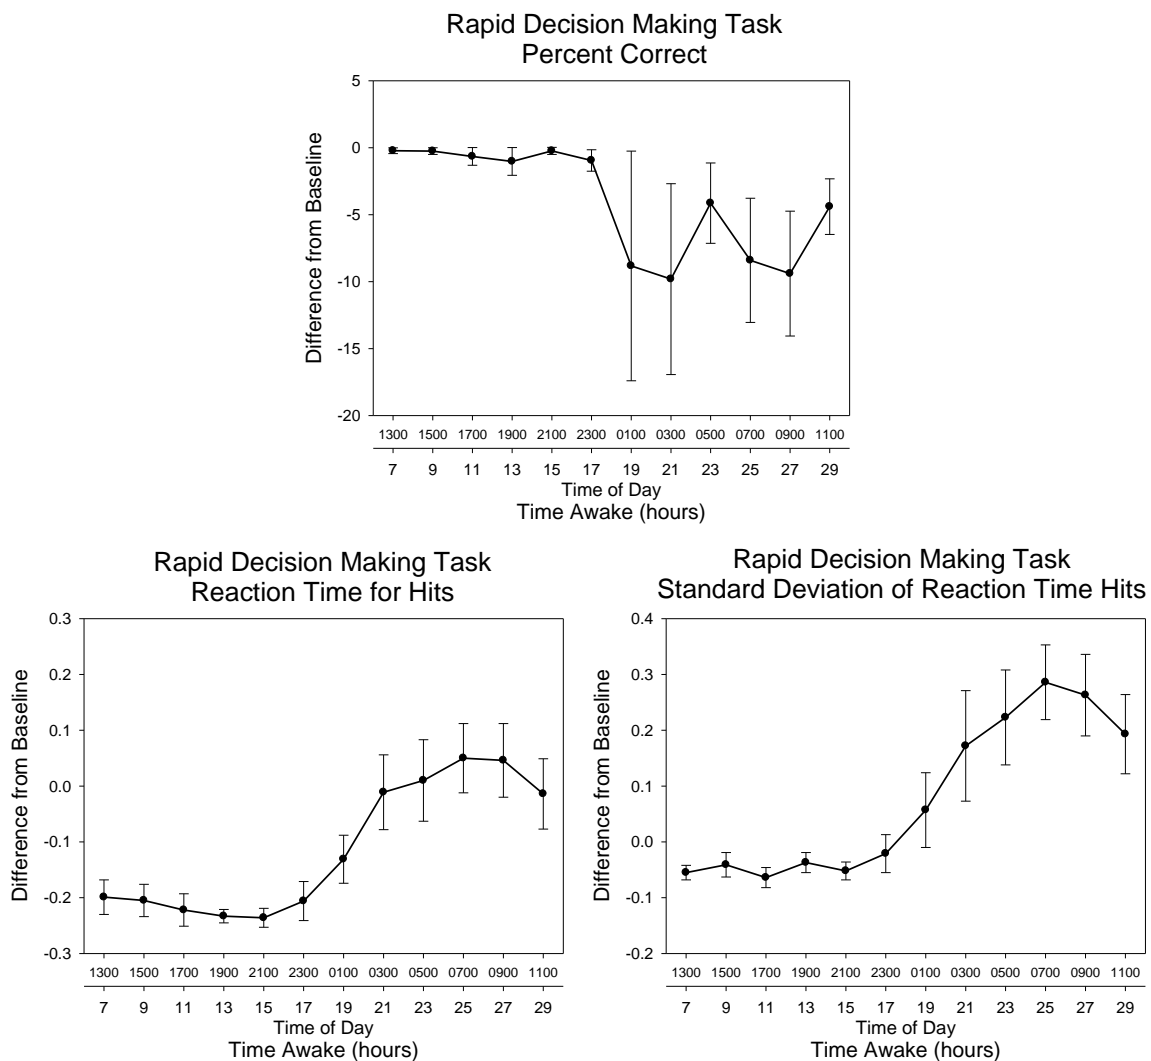 Rapid Decision Making Task
Percent Correct
Difference from Baseline
5
0
-5
-10
-15
-20
1300 1500 1700 1900 2100 2300 0100 0300 0500 0700 0900 1100
7 9 11 13 15 17 19 21 23 25 27 29
Time of Day
Time Awake (hours)
Rapid Decision Making Task
Reaction Time for Hits
Difference from Baseline
0.3
0.2
0.1
0.0
-0.1
-0.2
-0.3
1300 1500 1700 1900 2100 2300 0100 0300 0500 0700 0900 1100
7 9 11 13 15 17 19 21 23 25 27 29
Time of Day
Time Awake (hours)
Rapid Decision Making Task
Standard Deviation of Reaction Time Hits
Difference from Baseline
0.4
0.3
0.2
0.1
0.0
-0.1
-0.2
1300 1500 1700 1900 2100 2300 0100 0300 0500 0700 0900 1100
7 9 11 13 15 17 19 21 23 25 27 29
Time of Day
Time Awake (hours)